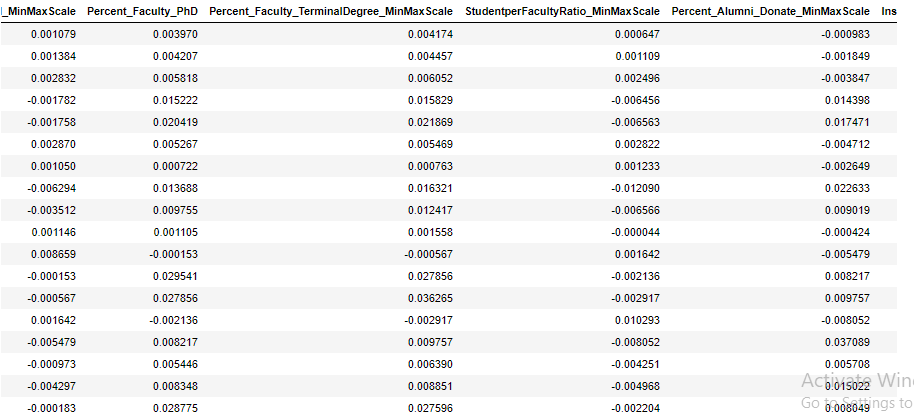 l_MinMaxScale Percent_Faculty_PhD Percent_Faculty_TerminalDegree_MinMaxScale StudentperFacultyRatio_MinMaxScale Percent_Alumni_Donate_MinMaxScale Ins
0.001079 0.003970 0.004174 0.000647 -0.000983
0.001384 0.004207 0.004457 0.001109 -0.001849
0.002832 0.005818 0.006052 0.002496 -0.003847
-0.001782 0.015222 0.015829 -0.006456 0.014398
-0.001758 0.020419 0.021869 -0.006563 0.017471
0.002870 0.005267 0.005469 0.002822 -0.004712
0.001050 0.000722 0.000763 0.001233 -0.002649
-0.006294 0.013688 0.016321 -0.012090 0.022633
-0.003512 0.009755 0.012417 -0.006566 0.009019
0.001146 0.001105 0.001558 -0.000044 -0.000424
0.008659 -0.000153 -0.000567 0.001642 -0.005479
-0.000153 0.029541 0.027856 -0.002136 0.008217
-0.000567 0.027856 0.036265 -0.002917 0.009757
0.001642 -0.002136 -0.002917 0.010293 -0.008052
-0.005479 0.008217 0.009757 -0.008052 0.037089
-0.000973 0.005446 0.006390 -0.004251 0.005708
-0.004297 0.008348 0.008851 -0.004968 0.015022
-0.000183 0.028775 0.027596 -0.002204 0.008049
Activate Win
Go to Settings to